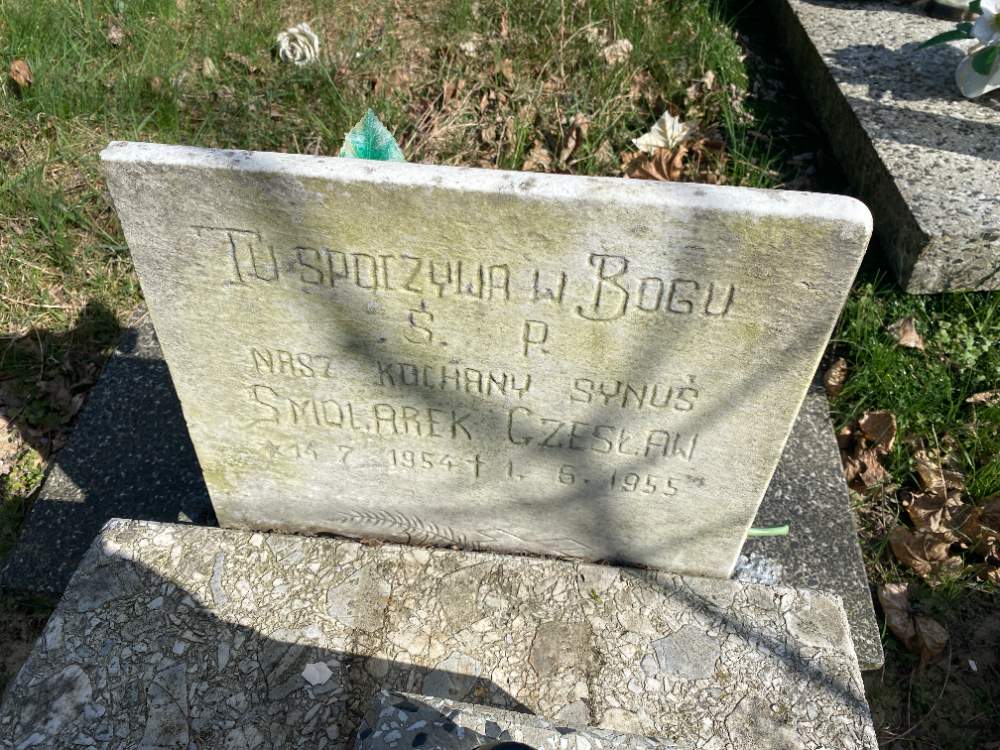 TU SPOCZYWA W BOGU
Ś. P.
NASZ KOCHANY SYNUŚ
SMOLAREK CZESŁAW
* 14 7. 1954 † 1. 6. 1955